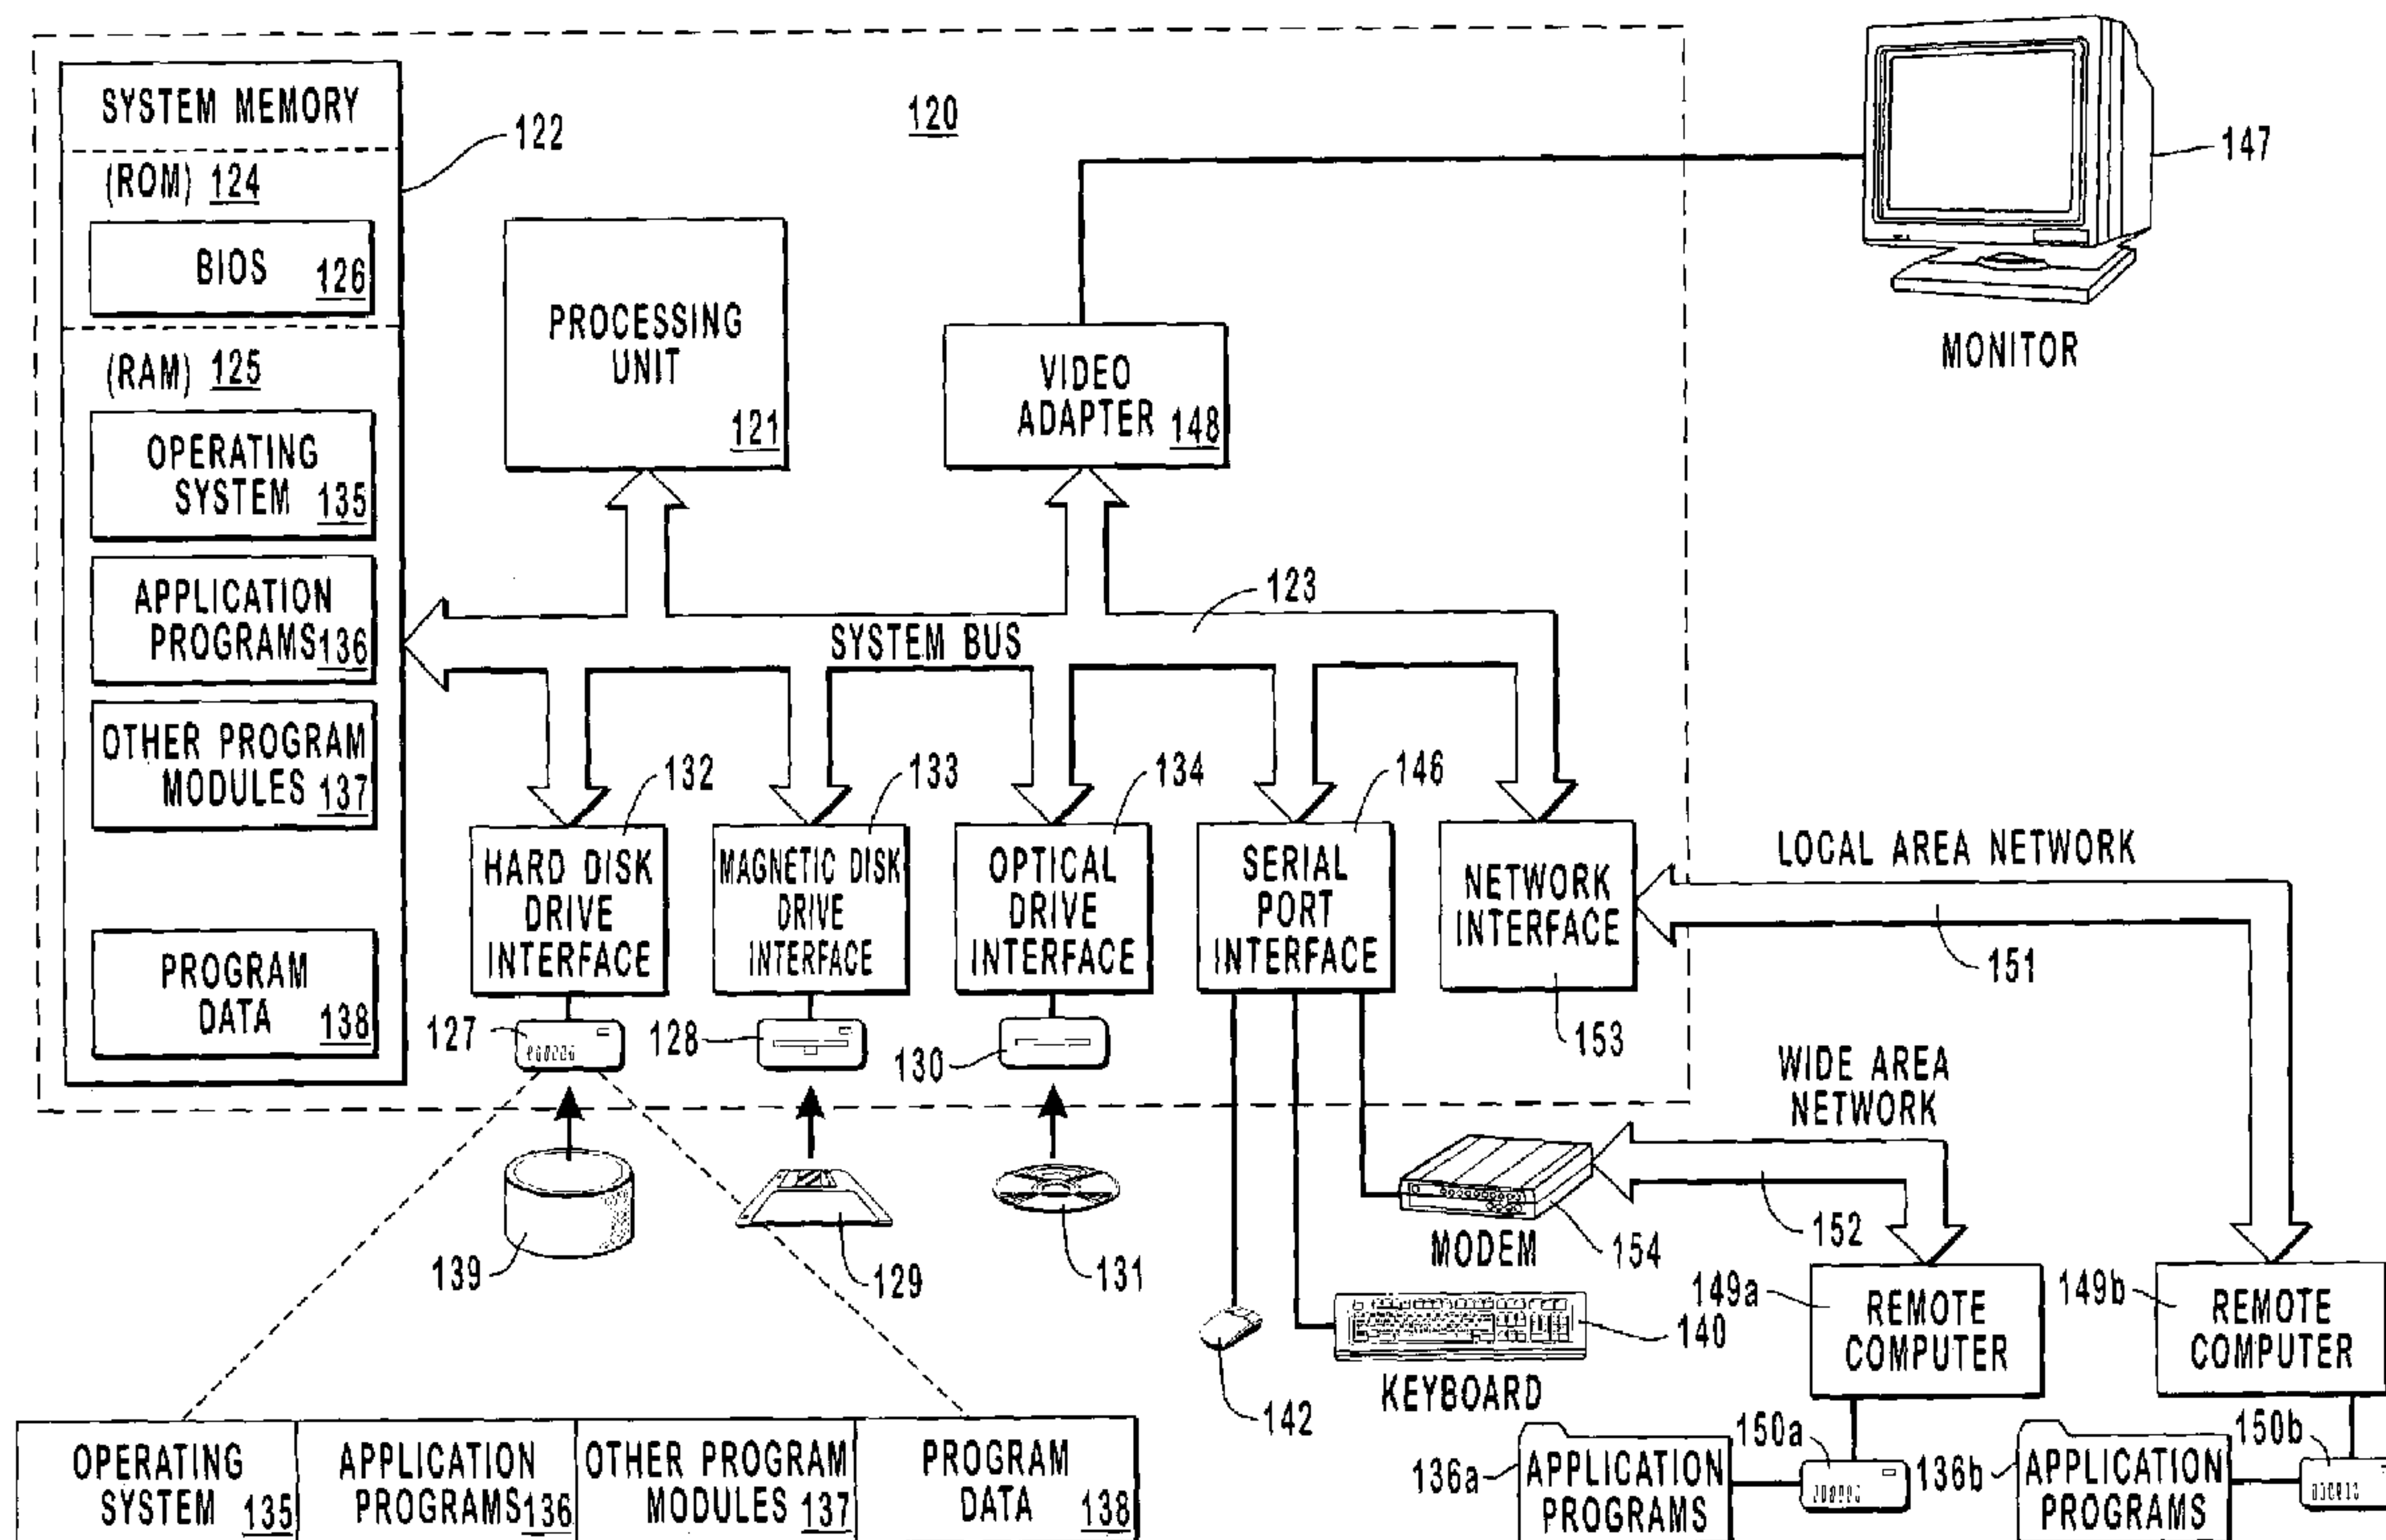 SYSTEM MEMORY
(ROM) 124
BIOS 126
(RAM) 125
OPERATING
SYSTEM 135
APPLICATION
PROGRAMS 136
OTHER PROGRAM
MODULES 137
PROGRAM
DATA 138
122
120
PROCESSING
UNIT
121
VIDEO
ADAPTER 148
147
MONITOR
123
SYSTEM BUS
132
133
134
146
HARD DISK
DRIVE
INTERFACE
MAGNETIC DISK
DRIVE
INTERFACE
OPTICAL
DRIVE
INTERFACE
SERIAL
PORT
INTERFACE
NETWORK
INTERFACE
153
LOCAL AREA NETWORK
151
127
128
130
WIDE AREA
NETWORK
152
139
129
131
MODEM
154
142
140
KEYBOARD
149a
REMOTE
COMPUTER
149b
REMOTE
COMPUTER
OPERATING
SYSTEM 135
APPLICATION
PROGRAMS 136
OTHER PROGRAM
MODULES 137
PROGRAM
DATA 138
136a
APPLICATION
PROGRAMS
150a
136b
APPLICATION
PROGRAMS
150b